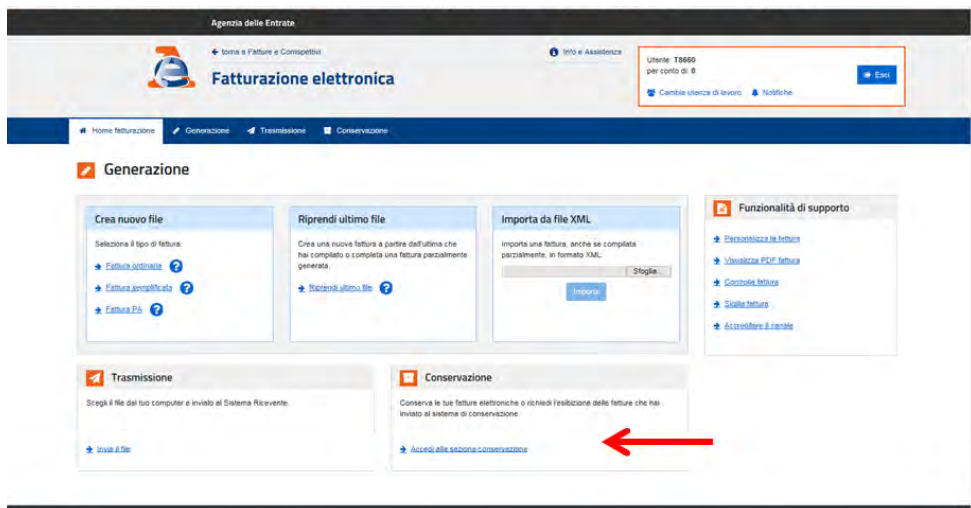 Agenzia delle Entrate
torna a Fatture e Corrispettivi
Info e Assistenza
Fatturazione elettronica
Utente: T8660
per conto di: 0
Esci
Cambia utenza di lavoro
Notifiche
Home fatturazione
Generazione
Trasmissione
Conservazione
Generazione
Crea nuovo file
Seleziona il tipo di fattura:
Fattura ordinaria ?
Fattura semplificata ?
Fattura PA ?
Riprendi ultimo file
Crea una nuova fattura a partire dall'ultima che
hai compilato o completa una fattura parzialmente
generata.
Riprendi ultimo file ?
Importa da file XML
Importa una fattura, anche se compilata
parzialmente, in formato XML:
Sfoglia...
Importa
Funzionalità di supporto
Personalizza la fattura
Visualizza PDF fattura
Controlla fattura
Sigilla fattura
Accreditare il canale
Trasmissione
Scegli il file dal tuo computer e invialo al Sistema Ricevente.
Invia il file
Conservazione
Conserva le tue fatture elettroniche o richiedi l'esibizione delle fatture che hai
inviato al sistema di conservazione.
Accedi alla sezione conservazione